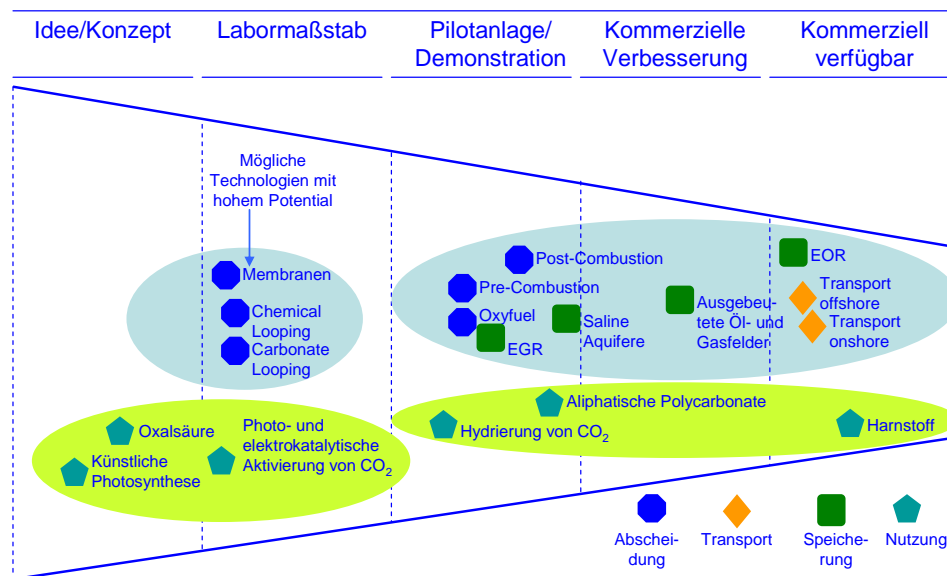 Idee/Konzept
Labormaßstab
Pilotanlage/
Demonstration
Kommerzielle
Verbesserung
Kommerziell
verfügbar
Mögliche
Technologien mit
hohem Potential
Membranen
Chemical
Looping
Carbonate
Looping
Post-Combustion
Pre-Combustion
Oxyfuel
EGR
Saline
Aquifere
Ausgebeu-
tete Öl- und
Gasfelder
EOR
Transport
offshore
Transport
onshore
Oxalsäure
Künstliche
Photosynthese
Photo- und
elektrokatalytische
Aktivierung von CO2
Aliphatische Polycarbonate
Hydrierung von CO2
Harnstoff
Abschei-
dung
Transport
Speiche-
rung
Nutzung